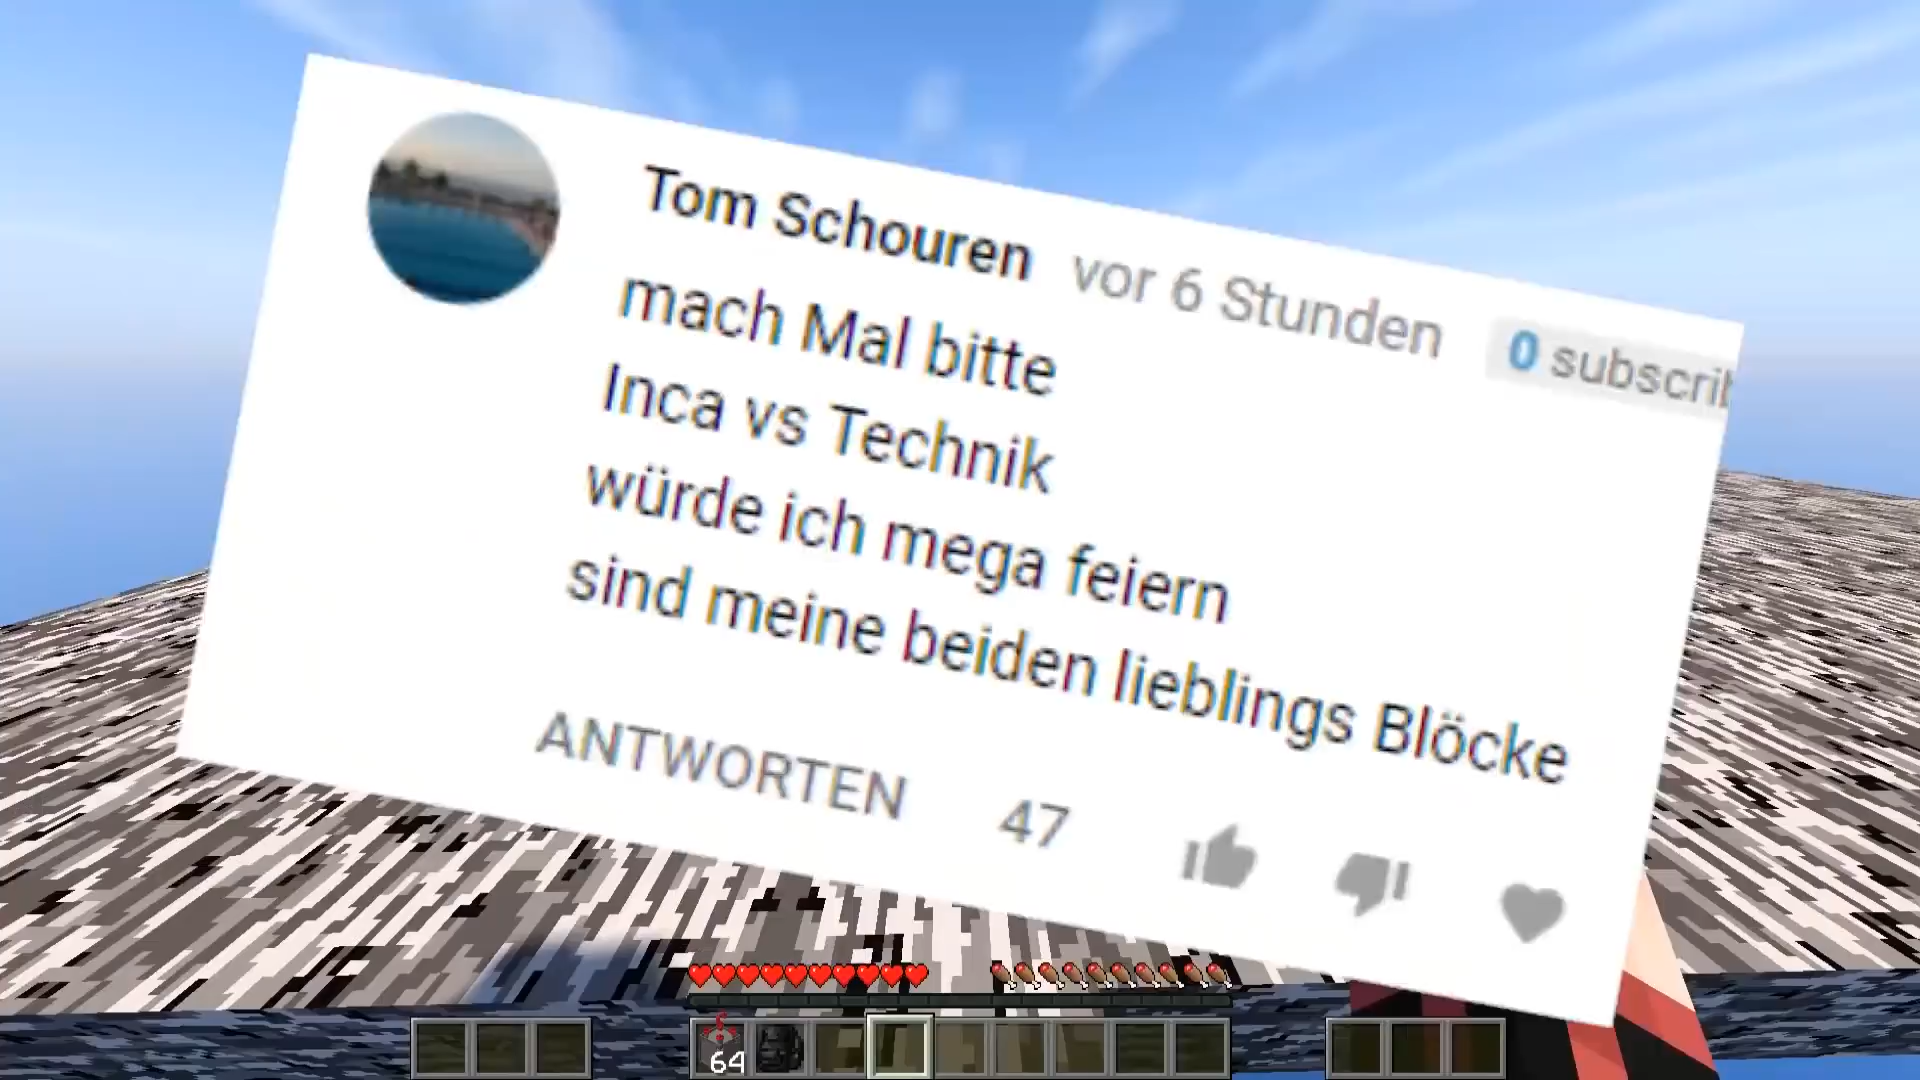 Tom Schouren vor 6 Stunden 0 subscrib
mach Mal bitte
Inca vs Technik
würde ich mega feiern
sind meine beiden lieblings Blöcke
ANTWORTEN 47
64